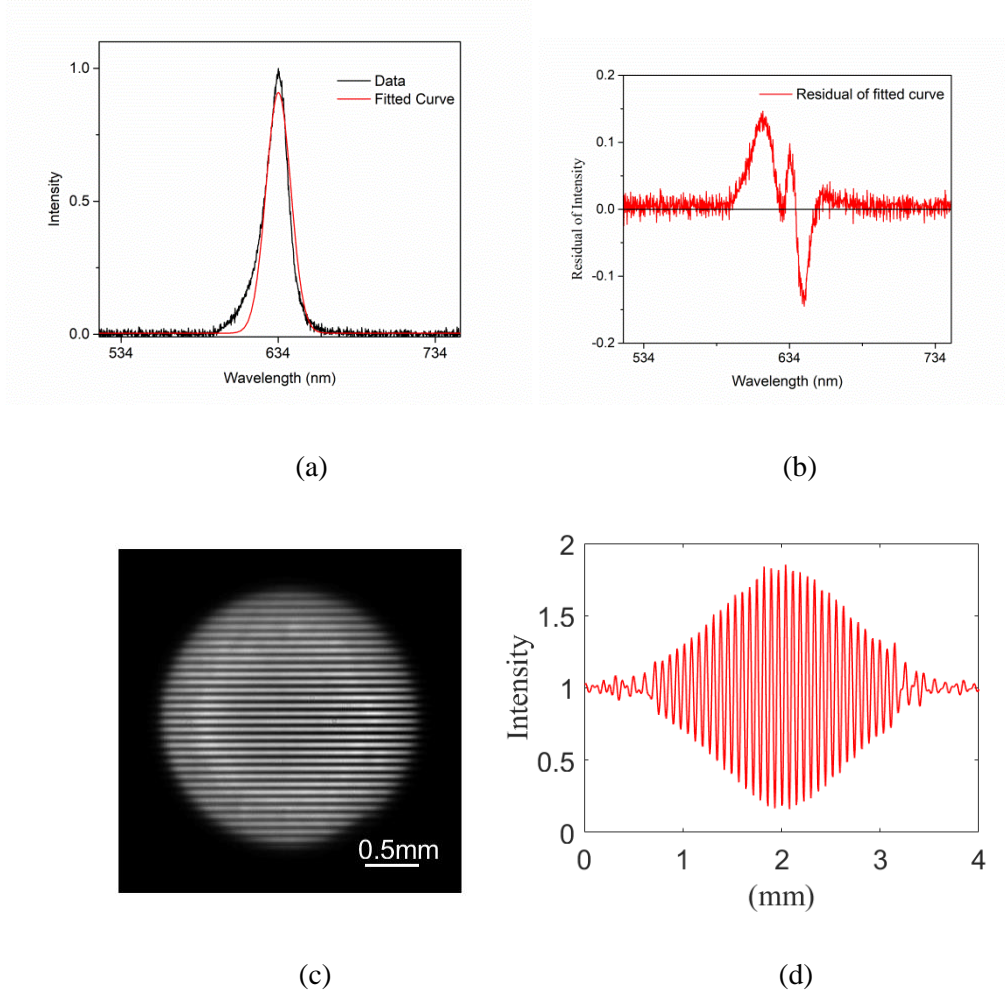 1.0
Data
Fitted Curve
Intensity
0.5
0.0
534
634
734
Wavelength (nm)
(a)
0.2
Residual of fitted curve
0.1
Residual of Intensity
0.0
-0.1
-0.2
534
634
734
Wavelength (nm)
(b)
0.5mm
(c)
2
1.5
Intensity
1
0.5
0
0
1
2
3
4
(mm)
(d)